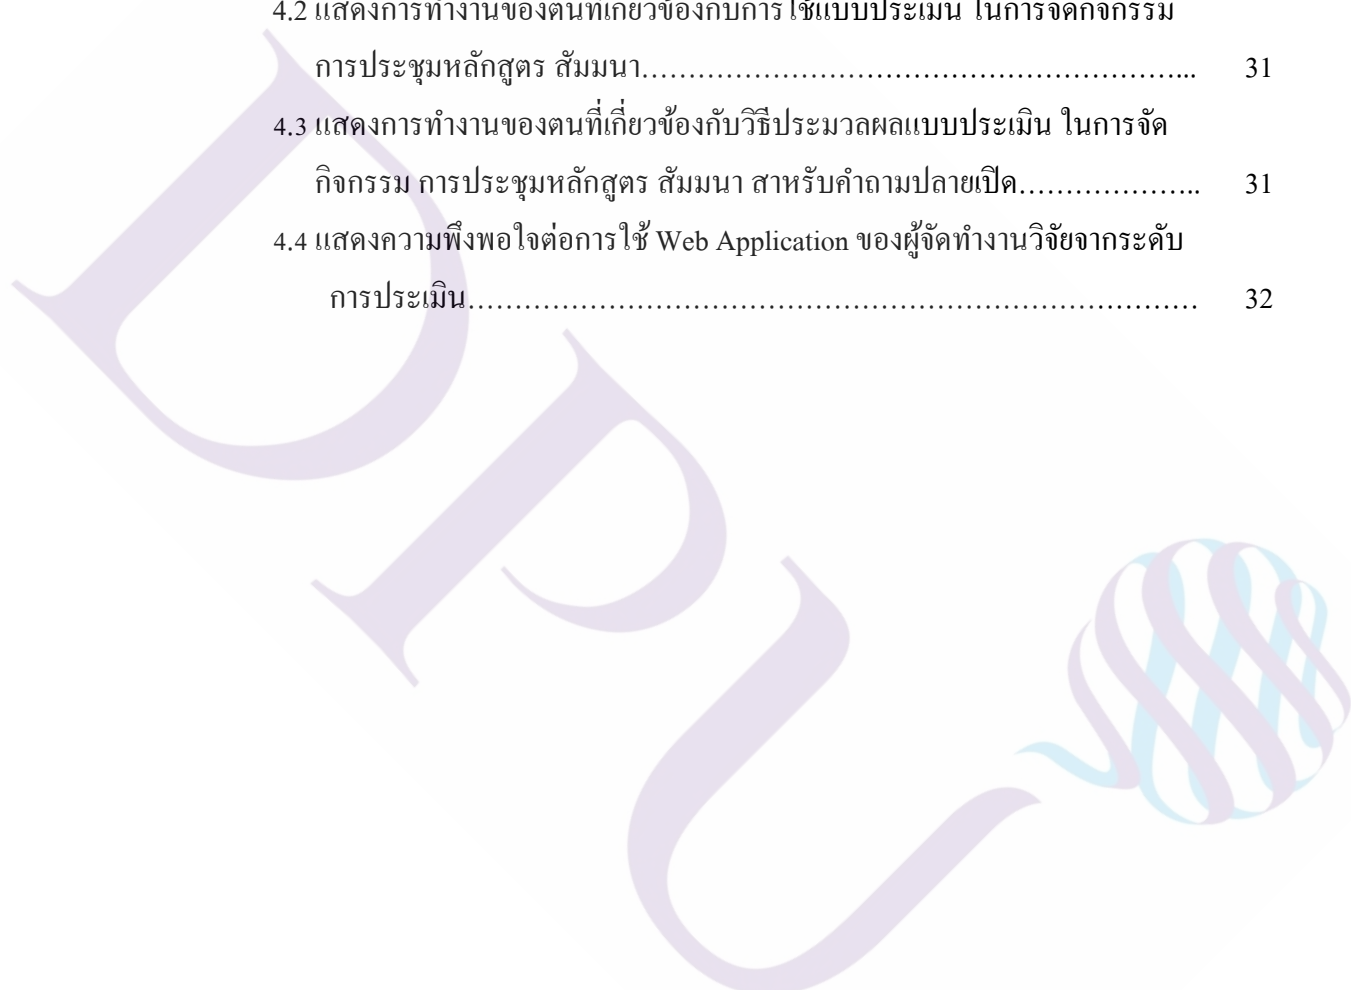 4.2 แสดงการทำงานของตนที่เกี่ยวข้องกับการใช้แบบประเมิน ในการจัดกิจกรรม
การประชุมหลักสูตร สัมมนา………………………………………………….... 31
4.3 แสดงการทำงานของตนที่เกี่ยวข้องกับวิธีประมวลผลแบบประเมิน ในการจัด
กิจกรรม การประชุมหลักสูตร สัมมนา สาหรับคำถามปลายเปิด……………….. 31
4.4 แสดงความพึงพอใจต่อการใช้ Web Application ของผู้จัดทำงานวิจัยจากระดับ
การประเมิน…………………………………………………………………… 32
DPU